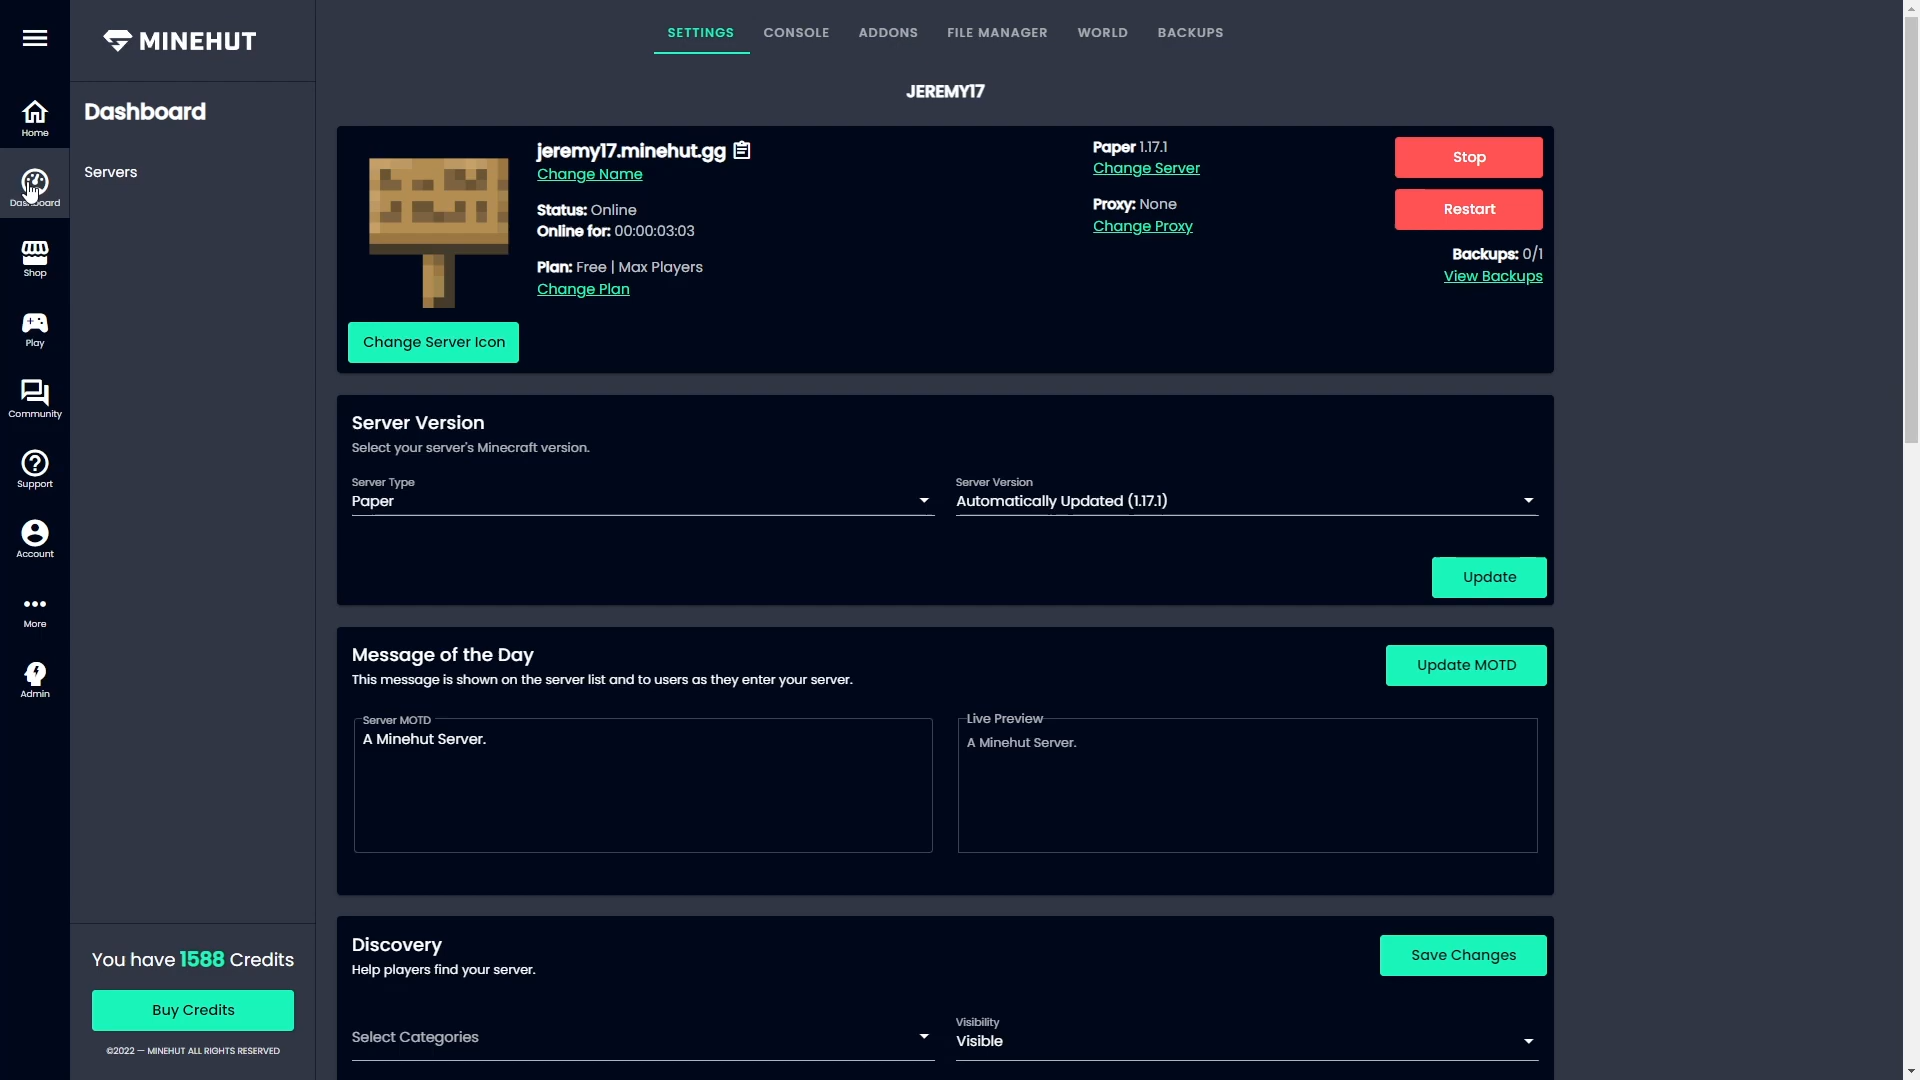 MINEHUT
Home
Dashboard
Shop
Play
Community
Support
Account
More
Admin
Dashboard
Servers
You have 1588 Credits
Buy Credits
©2022 — MINEHUT ALL RIGHTS RESERVED
SETTINGS CONSOLE ADDONS FILE MANAGER WORLD BACKUPS
JEREMY17
jeremy17.minehut.gg
Change Name
Status: Online
Online for: 00:00:03:03
Plan: Free | Max Players
Change Plan
Change Server Icon
Paper 1.17.1
Change Server
Proxy: None
Change Proxy
Stop
Restart
Backups: 0/1
View Backups
Server Version
Select your server's Minecraft version.
Server Type
Paper
Server Version
Automatically Updated (1.17.1)
Update
Message of the Day
This message is shown on the server list and to users as they enter your server.
Update MOTD
Server MOTD
A Minehut Server.
Live Preview
A Minehut Server.
Discovery
Help players find your server.
Save Changes
Select Categories
Visibility
Visible